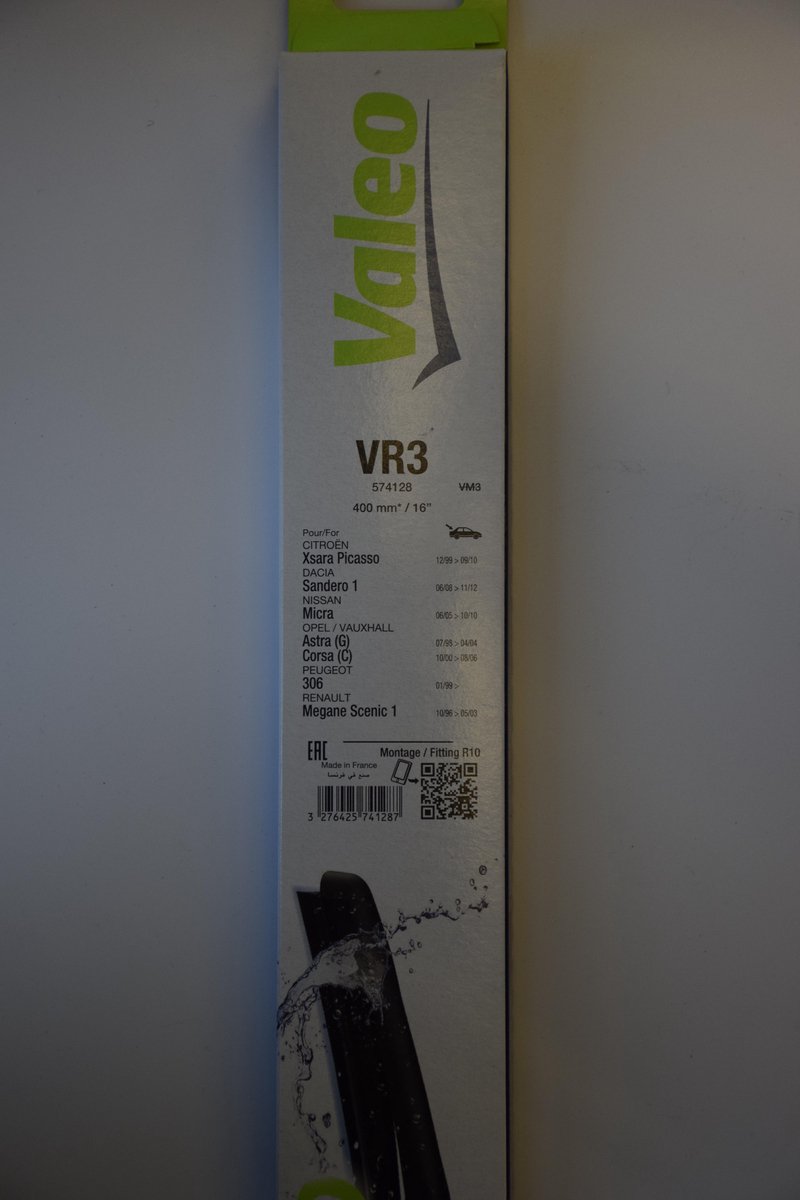 Valeo
VR3
574128 VM3
400 mm* / 16"
Pour/For
CITROËN
Xsara Picasso 12/99 > 09/10
DACIA
Sandero 1 06/08 > 11/12
NISSAN
Micra 06/05 > 10/10
OPEL / VAUXHALL
Astra (G) 07/98 > 04/04
Corsa (C) 10/00 > 08/06
PEUGEOT
306 01/99 >
RENAULT
Megane Scenic 1 10/96 > 05/03
EAC Montage / Fitting R10
Made in France
صنع في فرنسا
3 276425 741287
®